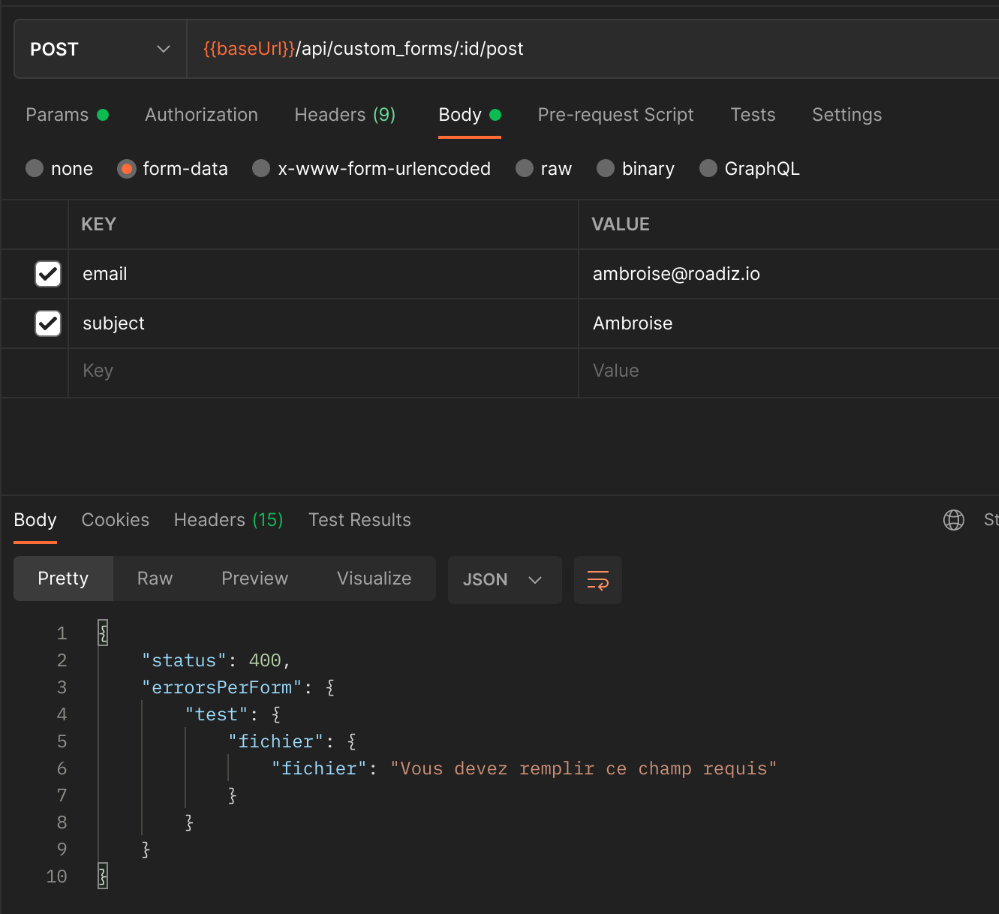 POST {{baseUrl}}/api/custom_forms/:id/post
Params Authorization Headers (9) Body Pre-request Script Tests Settings
none form-data x-www-form-urlencoded raw binary GraphQL
KEY VALUE
email ambroise@roadiz.io
subject Ambroise
Key Value
Body Cookies Headers (15) Test Results St
Pretty Raw Preview Visualize JSON
1 {
2 "status": 400,
3 "errorsPerForm": {
4 "test": {
5 "fichier": {
6 "fichier": "Vous devez remplir ce champ requis"
7 }
8 }
9 }
10 }